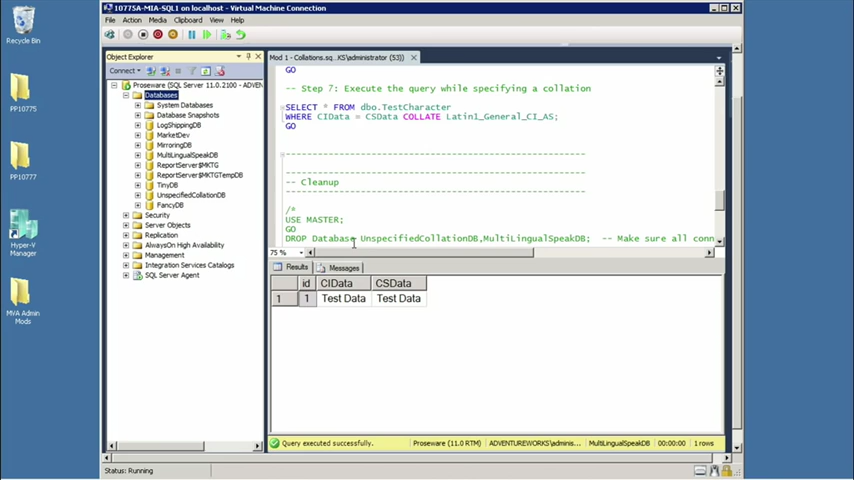 Recycle Bin
PP10775
PP10777
Hyper-V
Manager
MVA Admin
Mods
10775A-MIA-SQL1 on localhost - Virtual Machine Connection
File Action Media Clipboard View Help
Object Explorer
Connect
Proseware (SQL Server 11.0.2100 - ADVEN
Databases
System Databases
Database Snapshots
LogShippingDB
MarketDev
MirroringDB
MultiLingualSpeakDB
ReportServer$MKTG
ReportServer$MKTGTempDB
TinyDB
UnspecifiedCollationDB
FancyDB
Security
Server Objects
Replication
AlwaysOn High Availability
Management
Integration Services Catalogs
SQL Server Agent
Mod 1 - Collations.sq...KS\administrator (53))
GO
-- Step 7: Execute the query while specifying a collation
SELECT * FROM dbo.TestCharacter
WHERE CIData = CSData COLLATE Latin1_General_CI_AS;
GO
-- Cleanup
/*
USE MASTER;
GO
DROP Database UnspecifiedCollationDB,MultiLingualSpeakDB; -- Make sure all conn
75 %
Results Messages
id CIData CSData
1 1 Test Data Test Data
Query executed successfully. Proseware (11.0 RTM) ADVENTUREWORKS\adminis... MultiLingualSpeakDB 00:00:00 1 rows
Status: Running